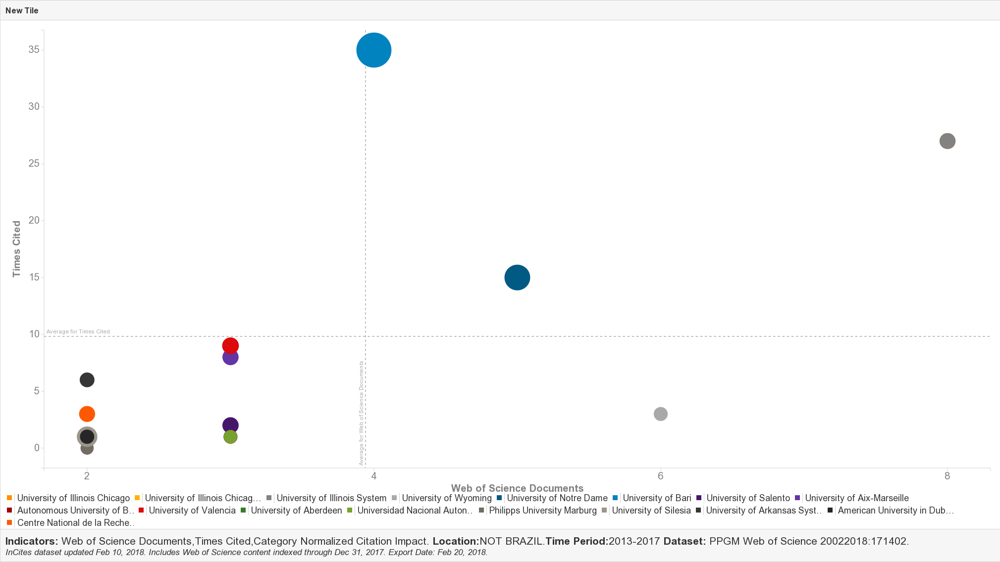 New Tile
35
30
25
20
15
10
5
0
Times Cited
Average for Times Cited
Average for Web of Science Documents
2 4 6 8
Web of Science Documents
University of Illinois Chicago University of Illinois Chicag... University of Illinois System University of Wyoming University of Notre Dame University of Bari University of Salento University of Aix-Marseille
Autonomous University of B.. University of Valencia University of Aberdeen Universidad Nacional Auton.. Philipps University Marburg University of Silesia University of Arkansas Syst.. American University in Dub...
Centre National de la Reche..
Indicators: Web of Science Documents,Times Cited,Category Normalized Citation Impact. Location:NOT BRAZIL.Time Period:2013-2017 Dataset: PPGM Web of Science 20022018:171402.
InCites dataset updated Feb 10, 2018. Includes Web of Science content indexed through Dec 31, 2017. Export Date: Feb 20, 2018.